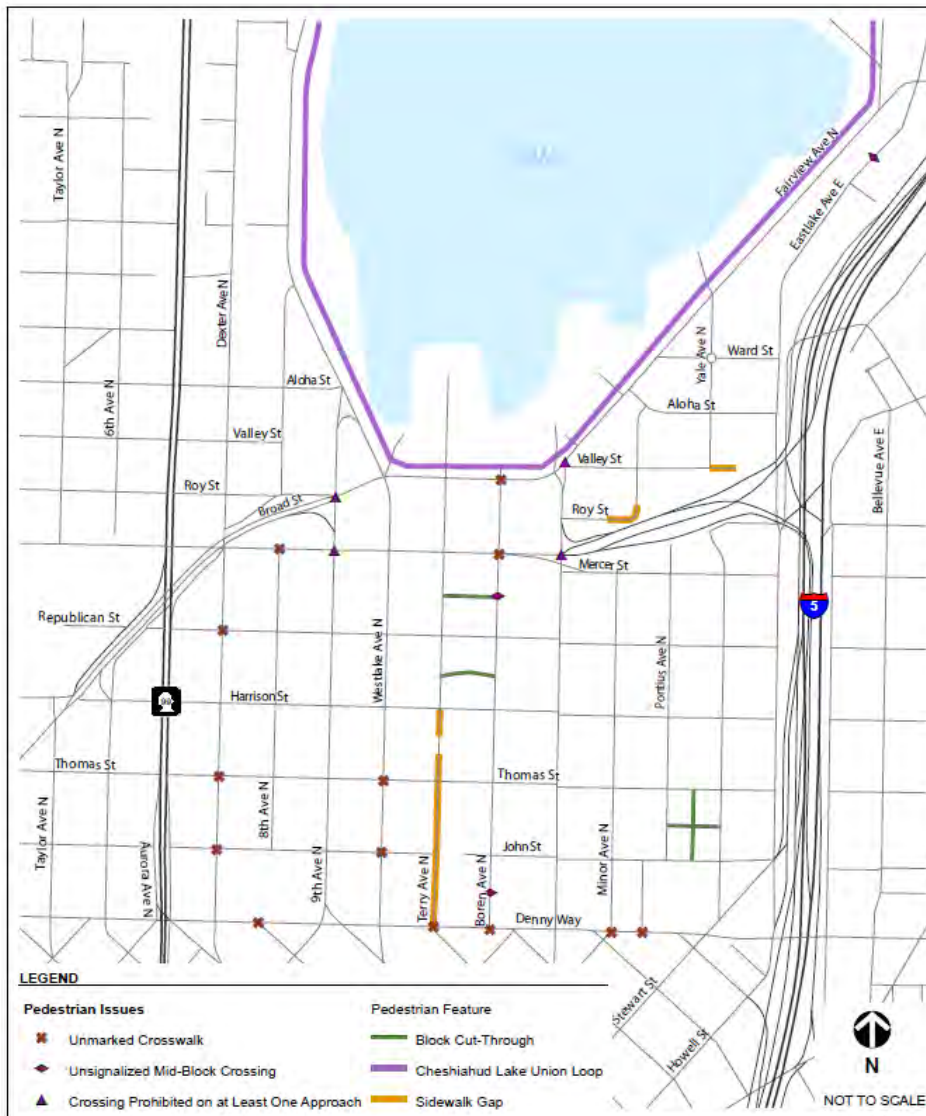 Taylor Ave N
6th Ave N
Dexter Ave N
Fairview Ave N
Eastlake Ave E
Yale Ave N
Ward St
Aloha St
Aloha St
Valley St
Valley St
Roy St
Broad St
Roy St
Bellevue Ave E
Mercer St
5
Republican St
Westlake Ave N
Pontius Ave N
Harrison St
99
Thomas St
Thomas St
8th Ave N
Taylor Ave N
Aurora Ave N
9th Ave N
Terry Ave N
Boren Ave N
John St
Minor Ave N
Denny Way
Stewart St
Howell St
LEGEND
Pedestrian Issues
Pedestrian Feature
Unmarked Crosswalk
Block Cut-Through
Unsignalized Mid-Block Crossing
Cheshiahud Lake Union Loop
Crossing Prohibited on at Least One Approach
Sidewalk Gap
N
NOT TO SCALE